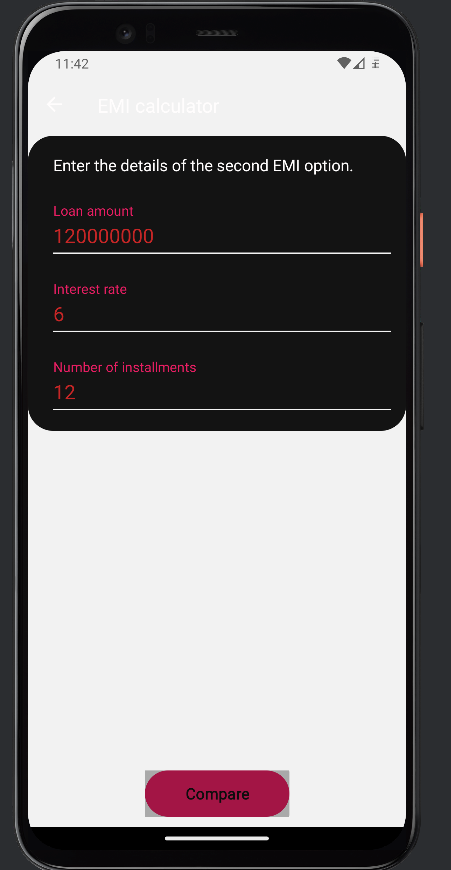 11:42
EMI calculator
Enter the details of the second EMI option.
Loan amount
120000000
Interest rate
6
Number of installments
12
Compare